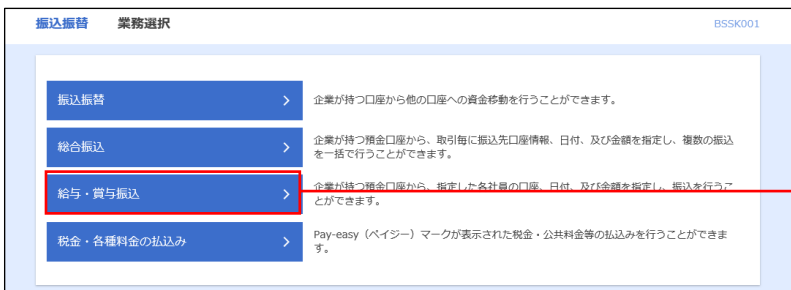 振込振替 業務選択 BSSK001
振込振替
企業が持つ口座から他の口座への資金移動を行うことができます。
総合振込
企業が持つ預金口座から、取引毎に振込先口座情報、日付、及び金額を指定し、複数の振込
を一括で行うことができます。
給与・賞与振込
企業が持つ預金口座から、指定した各社員の口座、日付、及び金額を指定し、振込を行うこ
とができます。
税金・各種料金の払込み
Pay-easy（ペイジー）マークが表示された税金・公共料金等の払込みを行うことができま
す。